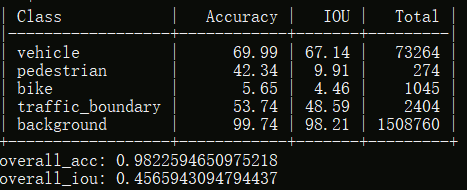 | Class | Accuracy | IOU | Total |
|------------------+----------+-------+---------|
| vehicle | 69.99 | 67.14 | 73264 |
| pedestrian | 42.34 | 9.91 | 274 |
| bike | 5.65 | 4.46 | 1045 |
| traffic_boundary | 53.74 | 48.59 | 2404 |
| background | 99.74 | 98.21 | 1508760 |
+------------------+----------+-------+---------+
overall_acc: 0.9822594650975218
overall_iou: 0.4565943094794437